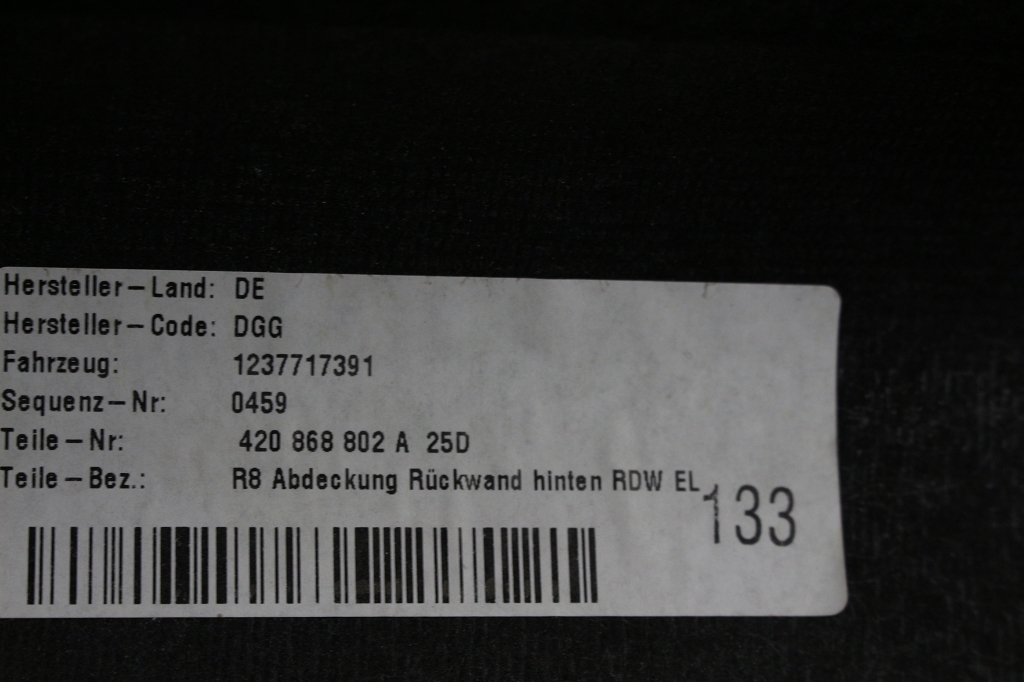 Hersteller-Land: DE
Hersteller-Code: DGG
Fahrzeug: 1237717391
Sequenz-Nr: 0459
Teile-Nr: 420 868 802 A 25D
Teile-Bez.: R8 Abdeckung Rückwand hinten RDW EL
133